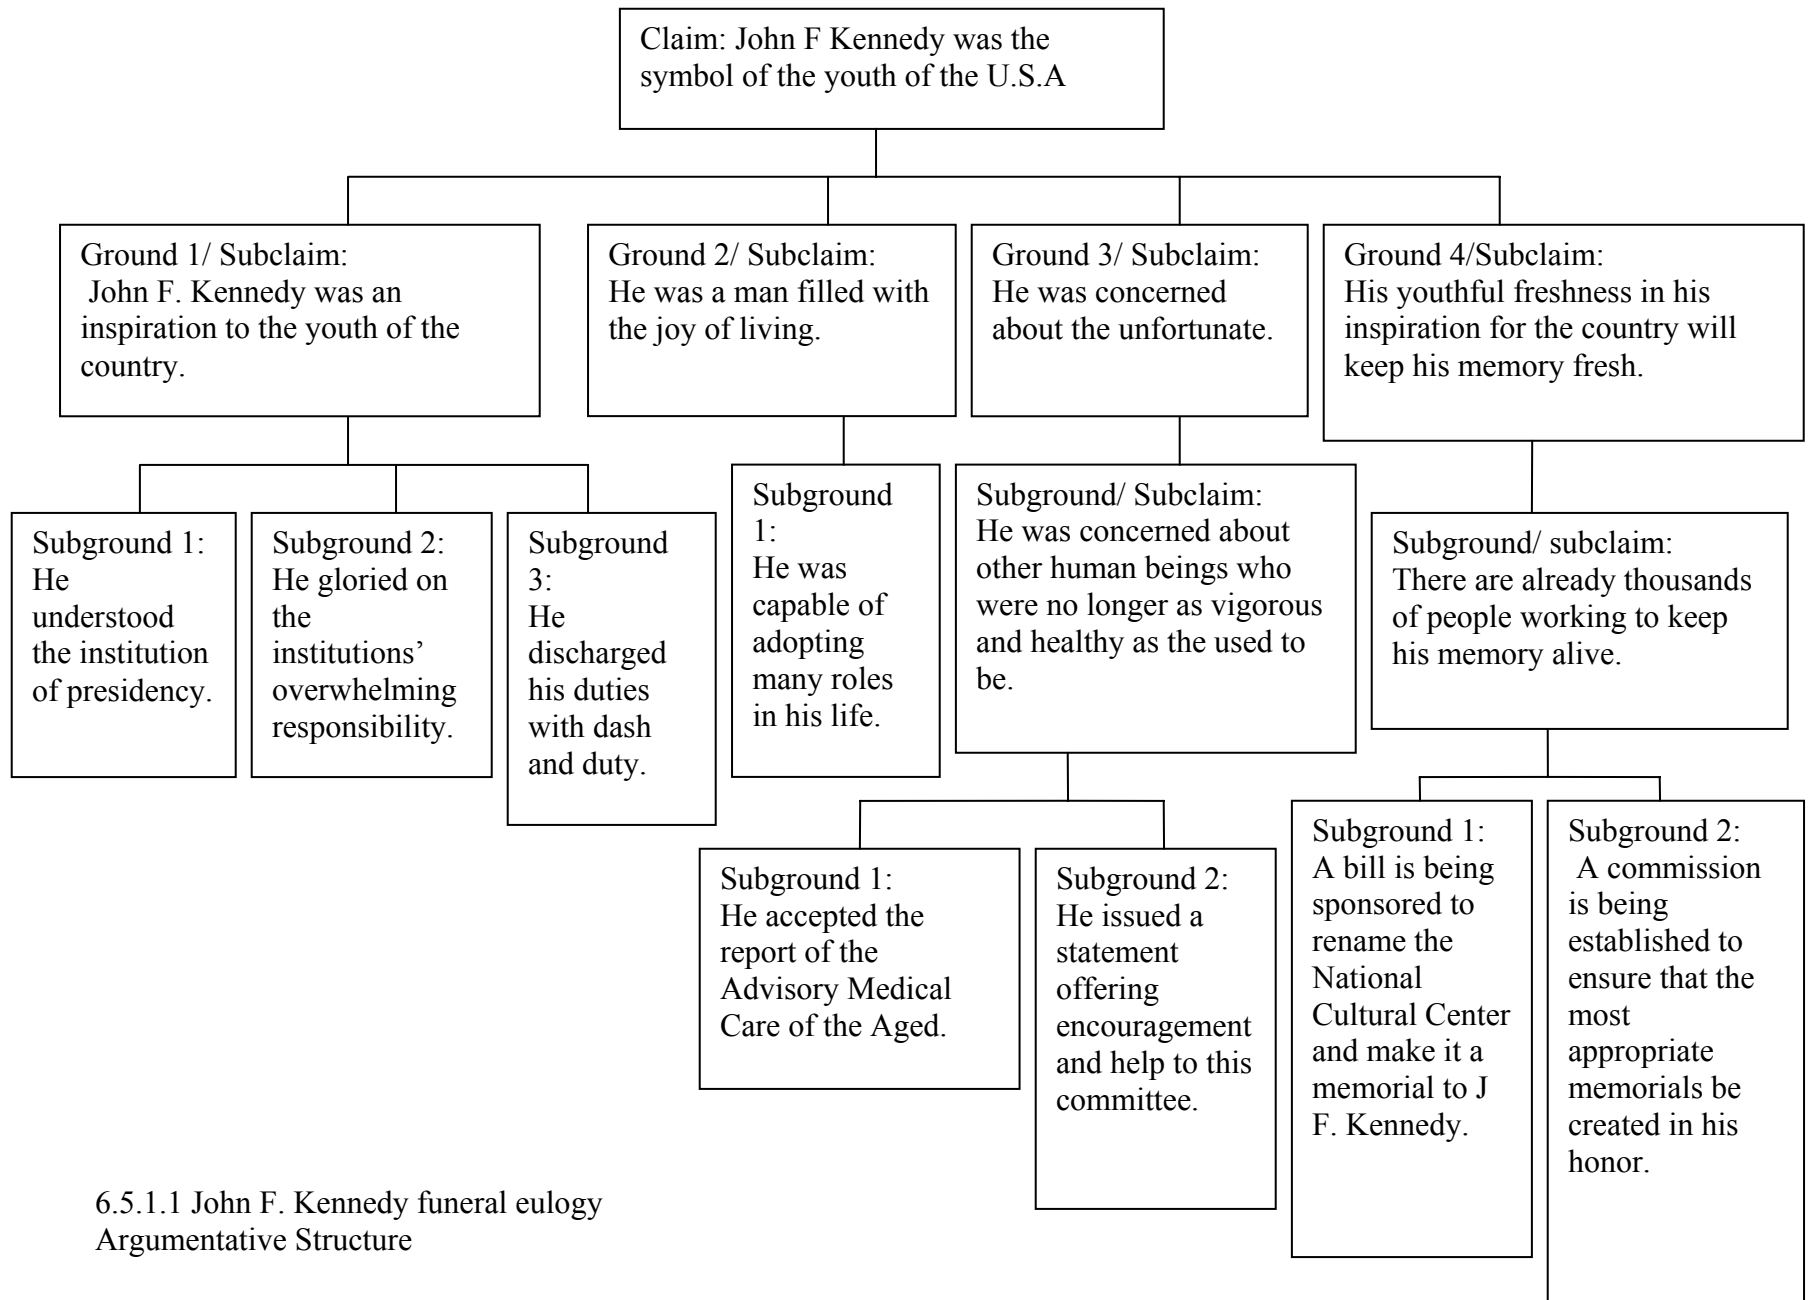 Claim: John F Kennedy was the
symbol of the youth of the U.S.A
Ground 1/ Subclaim:
John F. Kennedy was an
inspiration to the youth of the
country.
Ground 2/ Subclaim:
He was a man filled with
the joy of living.
Ground 3/ Subclaim:
He was concerned
about the unfortunate.
Ground 4/Subclaim:
His youthful freshness in his
inspiration for the country will
keep his memory fresh.
Subground 1:
He
understood
the institution
of presidency.
Subground 2:
He gloried on
the
institutions’
overwhelming
responsibility.
Subground
3:
He
discharged
his duties
with dash
and duty.
Subground
1:
He was
capable of
adopting
many roles
in his life.
Subground/ Subclaim:
He was concerned about
other human beings who
were no longer as vigorous
and healthy as the used to
be.
Subground/ subclaim:
There are already thousands
of people working to keep
his memory alive.
Subground 1:
He accepted the
report of the
Advisory Medical
Care of the Aged.
Subground 2:
He issued a
statement
offering
encouragement
and help to this
committee.
Subground 1:
A bill is being
sponsored to
rename the
National
Cultural Center
and make it a
memorial to J
F. Kennedy.
Subground 2:
A commission
is being
established to
ensure that the
most
appropriate
memorials be
created in his
honor.
6.5.1.1 John F. Kennedy funeral eulogy
Argumentative Structure